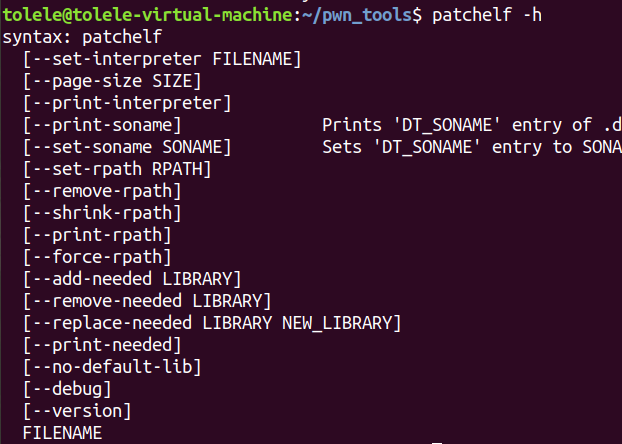 tolele@tolele-virtual-machine:~/pwn_tools$ patchelf -h
syntax: patchelf
  [--set-interpreter FILENAME]
  [--page-size SIZE]
  [--print-interpreter]
  [--print-soname]              Prints 'DT_SONAME' entry of .d
  [--set-soname SONAME]         Sets 'DT_SONAME' entry to SONA
  [--set-rpath RPATH]
  [--remove-rpath]
  [--shrink-rpath]
  [--print-rpath]
  [--force-rpath]
  [--add-needed LIBRARY]
  [--remove-needed LIBRARY]
  [--replace-needed LIBRARY NEW_LIBRARY]
  [--print-needed]
  [--no-default-lib]
  [--debug]
  [--version]
  FILENAME